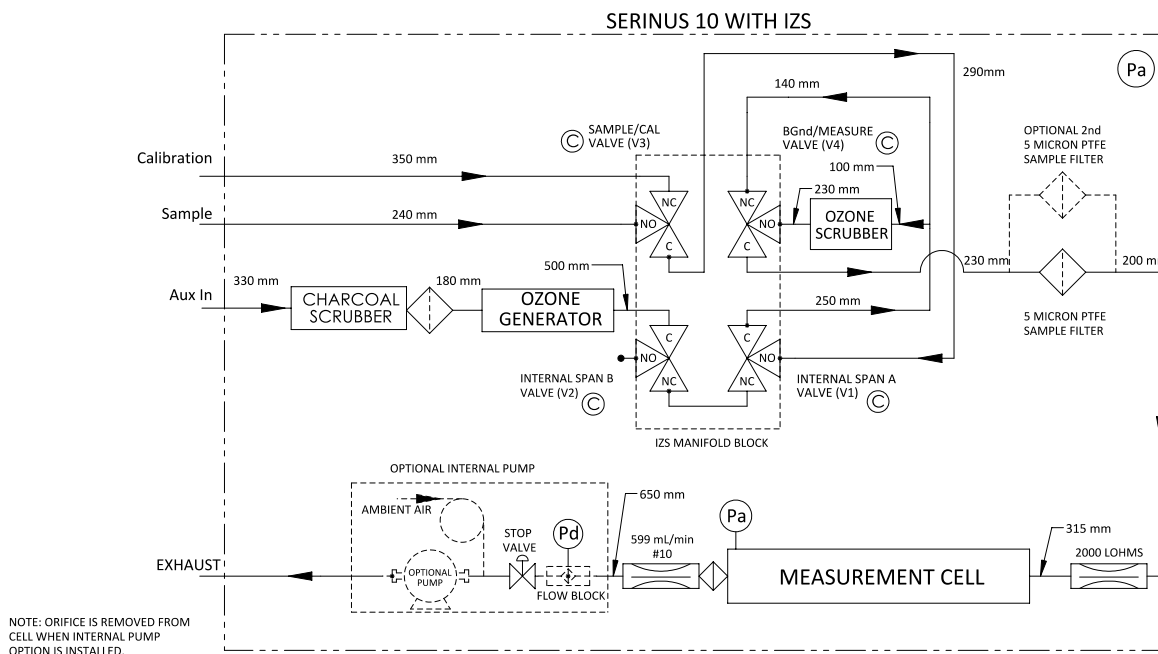 SERINUS 10 WITH IZS
290mm
Pa
140 mm
SAMPLE/CAL
VALVE (V3)
C
BGnd/MEASURE
VALVE (V4)
C
OPTIONAL 2nd
5 MICRON PTFE
SAMPLE FILTER
Calibration
350 mm
100 mm
230 mm
NC
NC
Sample
240 mm
NO
NO
OZONE
SCRUBBER
C
C
500 mm
230 mm
200 m
Aux In
330 mm
180 mm
CHARCOAL
SCRUBBER
OZONE
GENERATOR
250 mm
5 MICRON PTFE
SAMPLE FILTER
C
C
NO
NO
NC
NC
INTERNAL SPAN B
VALVE (V2)
C
INTERNAL SPAN A
VALVE (V1)
C
IZS MANIFOLD BLOCK
OPTIONAL INTERNAL PUMP
AMBIENT AIR
650 mm
STOP
VALVE
Pd
599 mL/min
#10
Pa
315 mm
2000 LOHMS
EXHAUST
OPTIONAL
PUMP
FLOW BLOCK
MEASUREMENT CELL
NOTE: ORIFICE IS REMOVED FROM
CELL WHEN INTERNAL PUMP
OPTION IS INSTALLED.